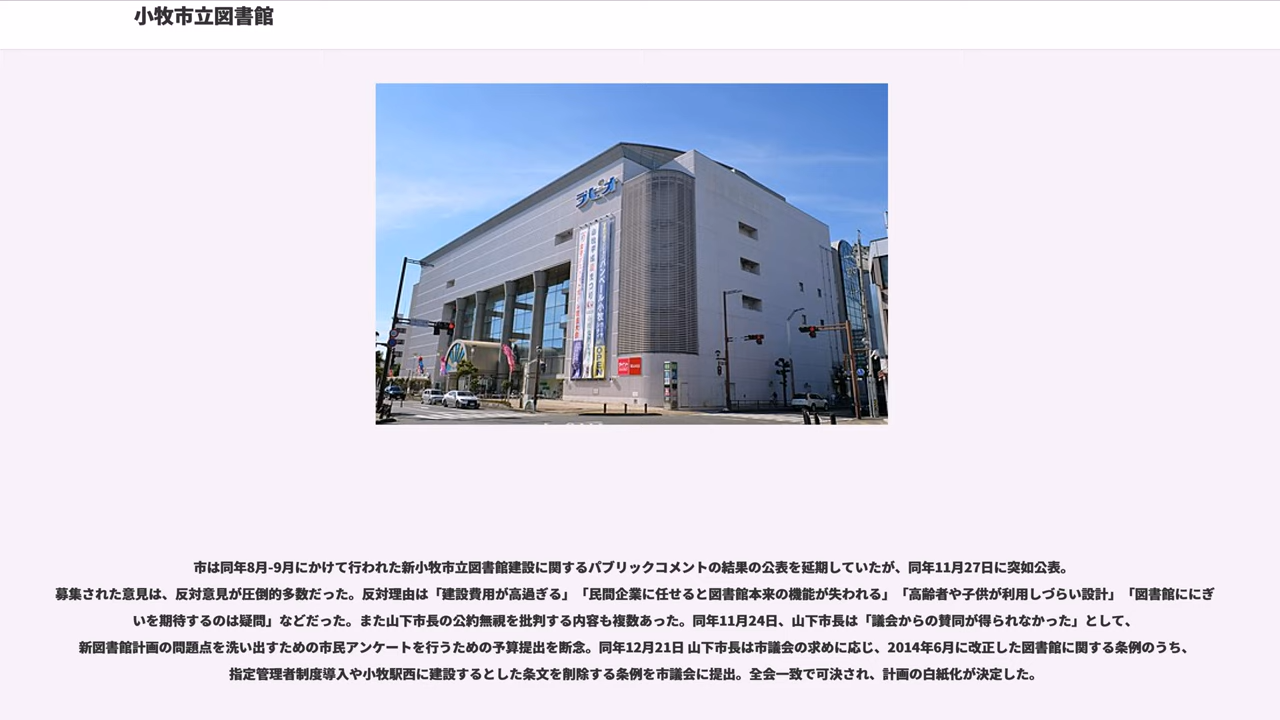 小牧市立図書館
ラピオ
市は同年8月-9月にかけて行われた新小牧市立図書館建設に関するパブリックコメントの結果の公表を延期していたが、同年11月27日に突如公表。
募集された意見は、反対意見が圧倒的多数だった。反対理由は「建設費用が高過ぎる」「民間企業に任せると図書館本来の機能が失われる」「高齢者や子供が利用しづらい設計」「図書館ににぎ
いを期待するのは疑問」などだった。また山下市長の公約無視を批判する内容も複数あった。同年11月24日、山下市長は「議会からの賛同が得られなかった」として、
新図書館計画の問題点を洗い出すための市民アンケートを行うための予算提出を断念。同年12月21日 山下市長は市議会の求めに応じ、2014年6月に改正した図書館に関する条例のうち、
指定管理者制度導入や小牧駅西に建設するとした条文を削除する条例を市議会に提出。全会一致で可決され、計画の白紙化が決定した。